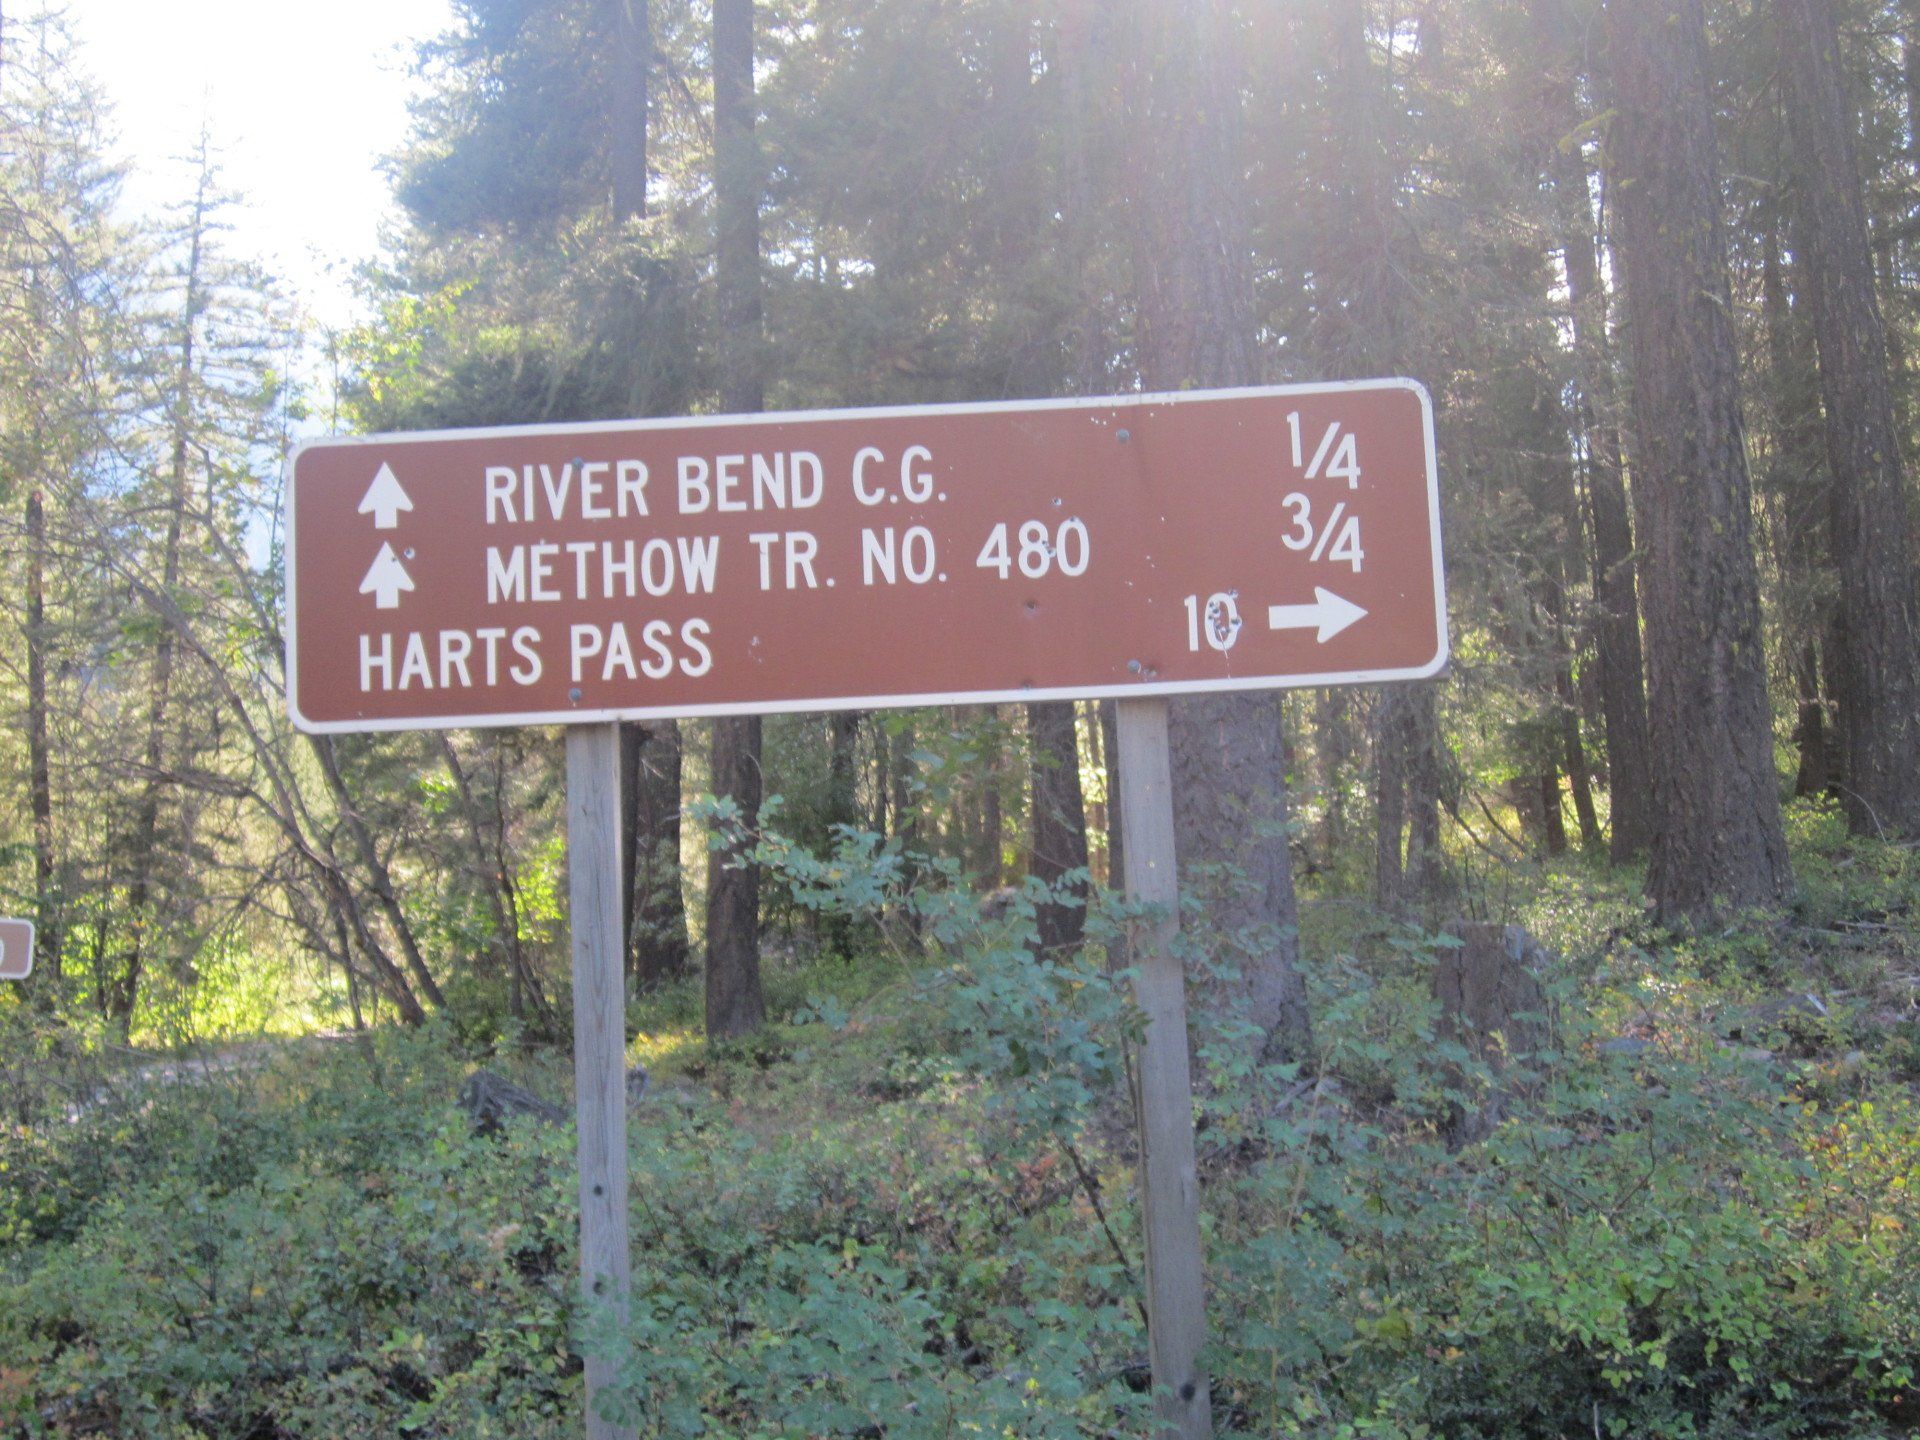 RIVER BEND C.G. 1/4
METHOW TR. NO. 480 3/4
HARTS PASS 10